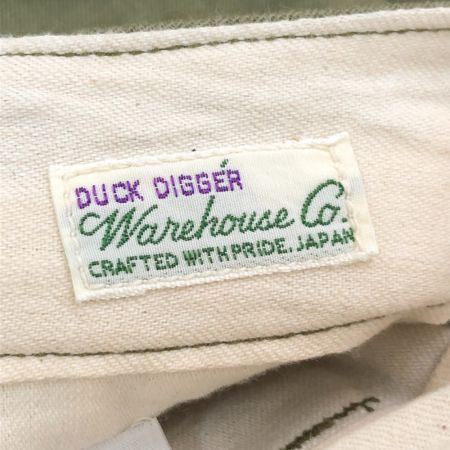 DUCK DIGGER
Warehouse Co.
CRAFTED WITH PRIDE. JAPAN